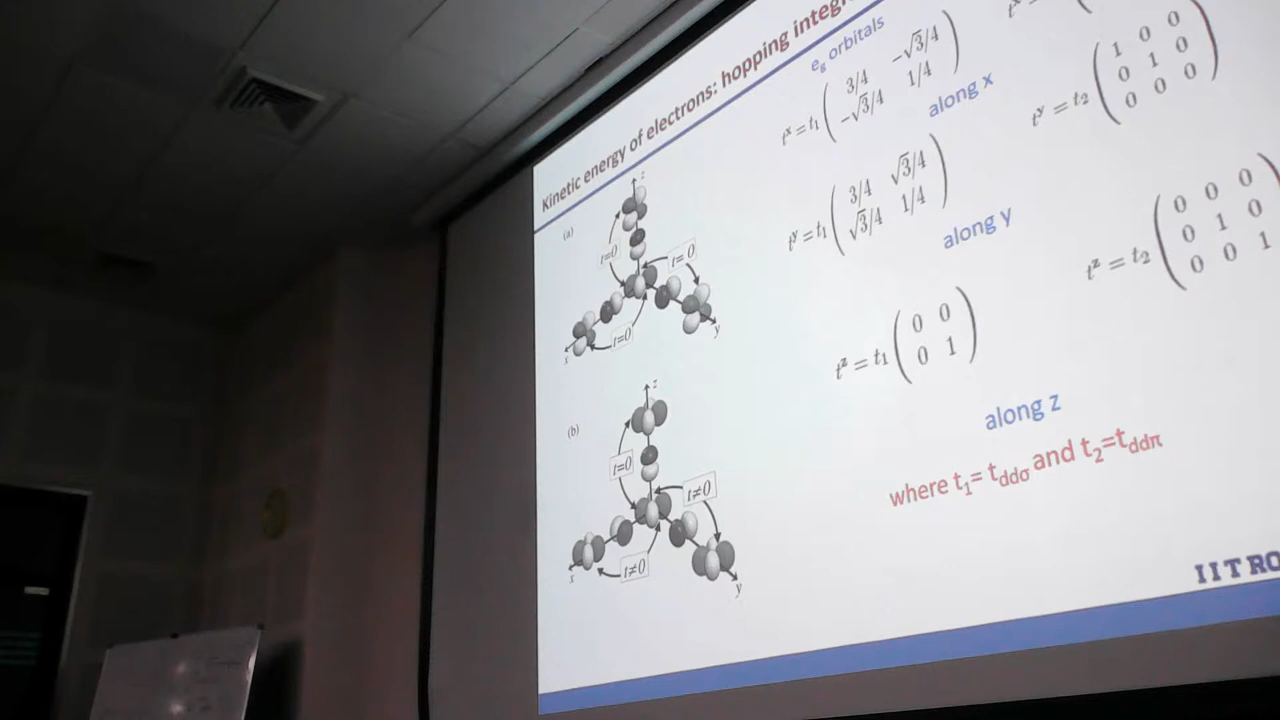 Kinetic energy of electrons: hopping
e_g orbitals
t^x = t_1 ( 3/4 -√3/4
-√3/4 1/4 )
along x
t^y = t_1 ( 3/4 √3/4
√3/4 1/4 )
along y
t^z = t_1 ( 0 0
0 1 )
along z
where t_1= t_ddσ and t_2=t_ddπ
t^y = t_2 ( 1 0 0
0 1 0
0 0 0 )
t^z = t_2 ( 0 0 0
0 1 0
0 0 1
(a)
z
t=0
t=0
t=0
x
y
(b)
z
t=0
t≠0
t≠0
x
y
IIT